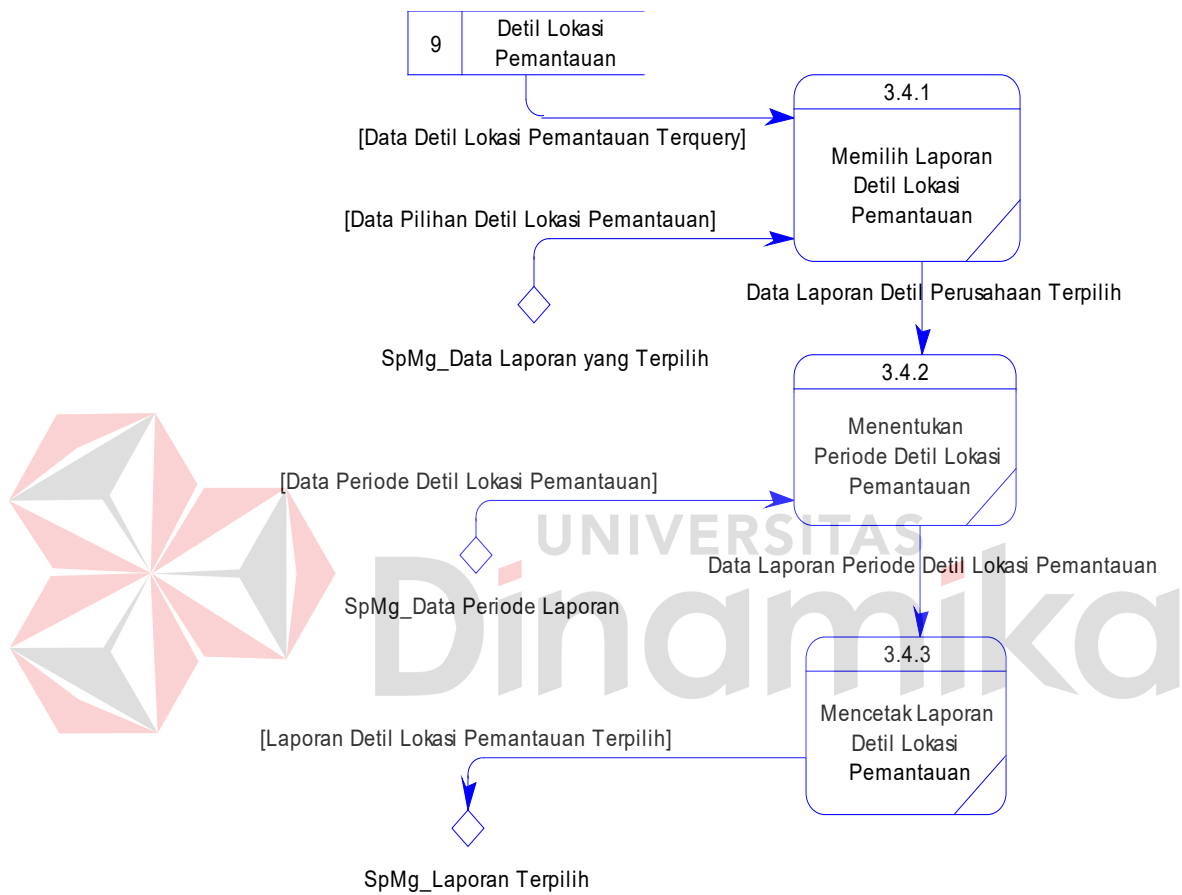 9
Detil Lokasi
Pemantauan
[Data Detil Lokasi Pemantauan Terquery]
3.4.1
Memilih Laporan
Detil Lokasi
Pemantauan
[Data Pilihan Detil Lokasi Pemantauan]
SpMg_Data Laporan yang Terpilih
Data Laporan Detil Perusahaan Terpilih
3.4.2
Menentukan
Periode Detil Lokasi
Pemantauan
[Data Periode Detil Lokasi Pemantauan]
SpMg_Data Periode Laporan
UNIVERSITAS
Dinamika
Data Laporan Periode Detil Lokasi Pemantauan
3.4.3
Mencetak Laporan
Detil Lokasi
Pemantauan
[Laporan Detil Lokasi Pemantauan Terpilih]
SpMg_Laporan Terpilih